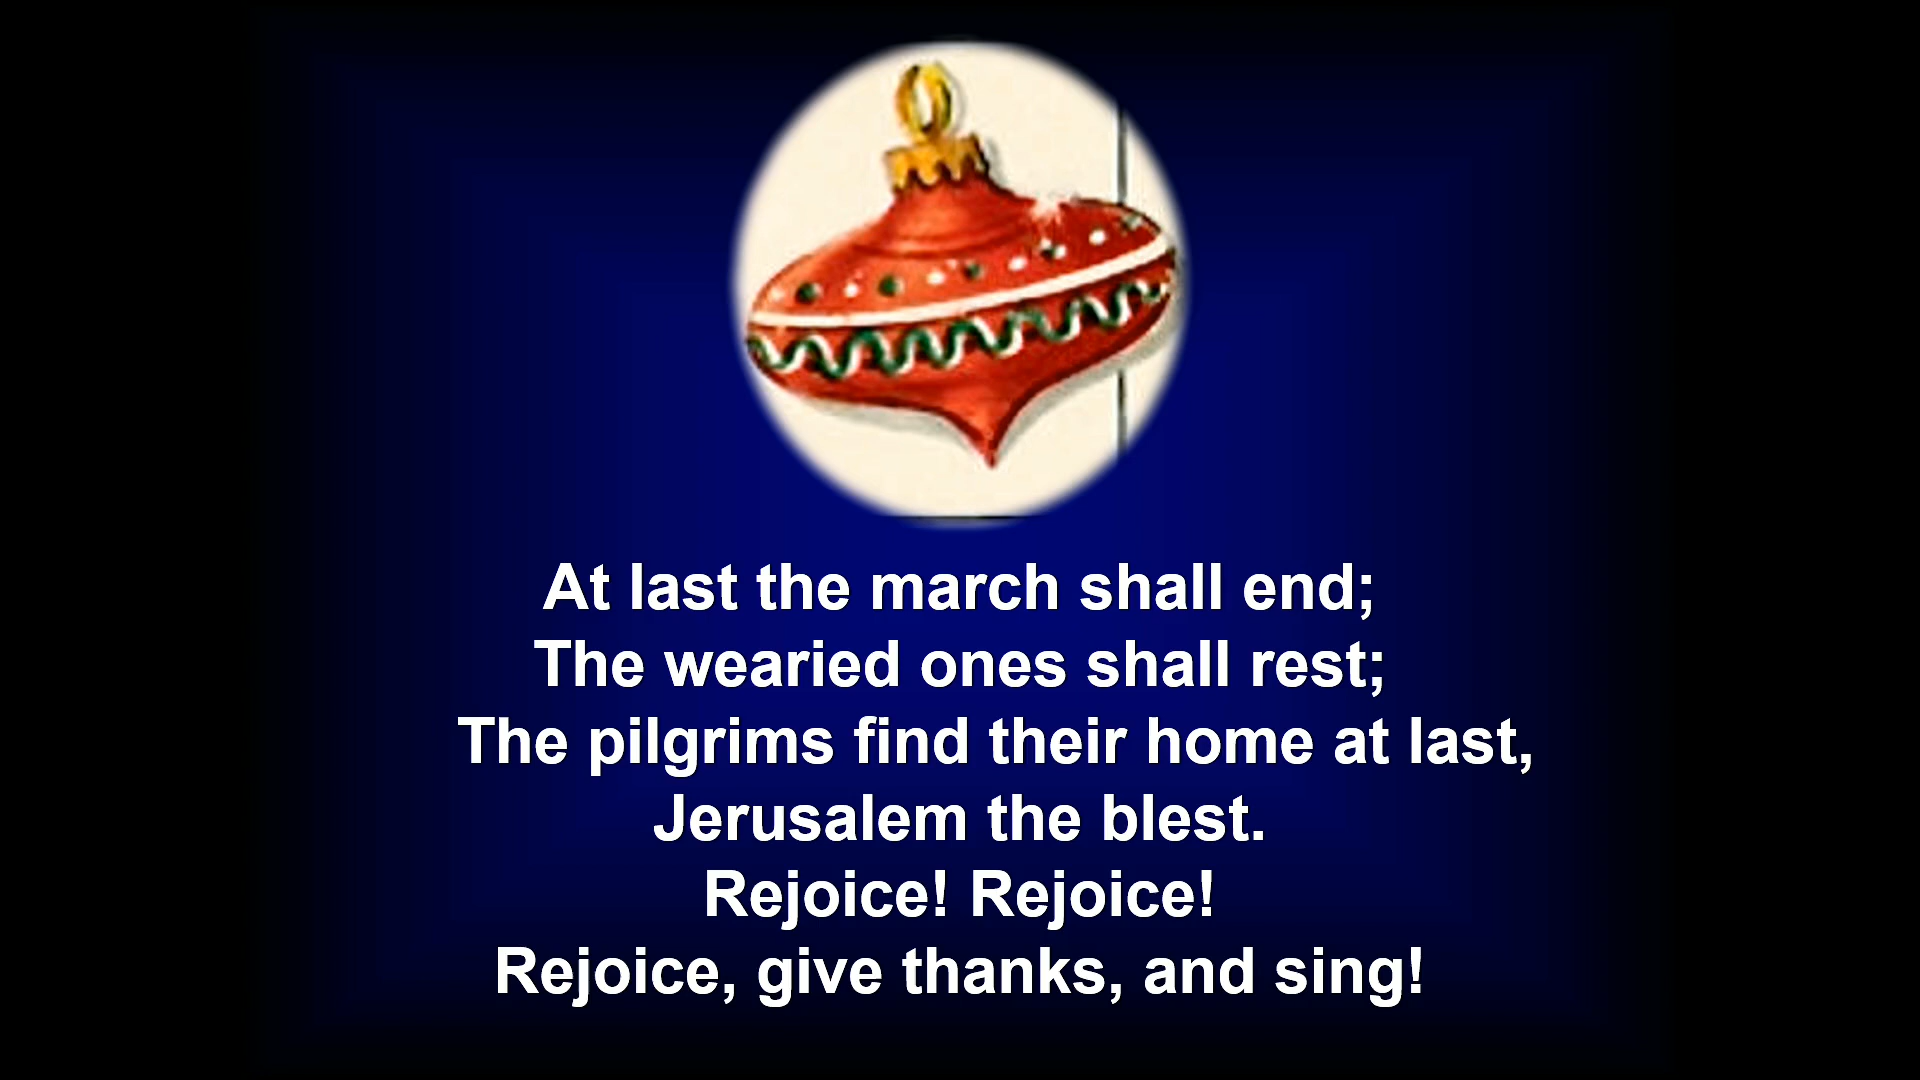 At last the march shall end;
The wearied ones shall rest;
The pilgrims find their home at last,
Jerusalem the blest.
Rejoice! Rejoice!
Rejoice, give thanks, and sing!